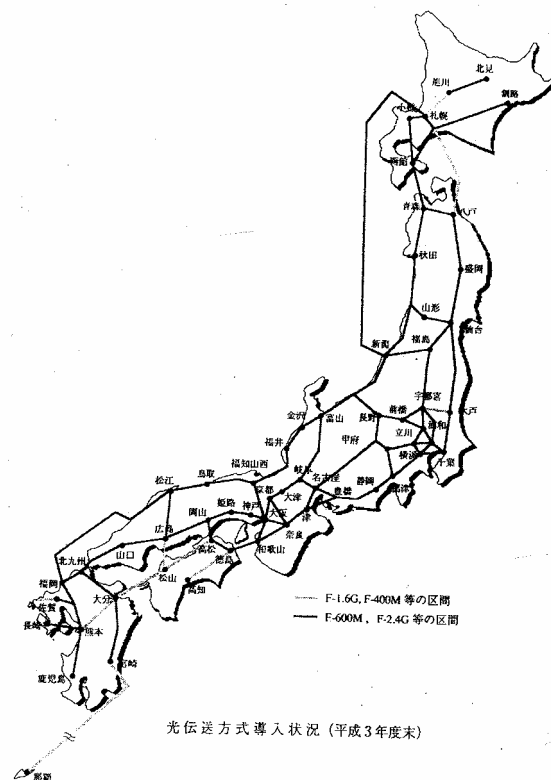 北見
旭川
釧路
小樽
札幌
函館
青森
八戸
秋田
盛岡
山形
仙台
新潟
福島
宇都宮
金沢
富山
長野
前橋
水戸
浦和
福井
甲府
立川
横浜
千葉
福知山西
岐阜
名古屋
静岡
沼津
鳥取
京都
大津
豊橋
松江
姫路
神戸
大阪
津
岡山
奈良
広島
和歌山
山口
高松
徳島
北九州
松山
高知
福岡
大分
佐賀
長崎
熊本
宮崎
鹿児島
那覇
F-1.6G, F-400M 等の区間
F-600M , F-2.4G 等の区間
光伝送方式導入状況 (平成3年度末)